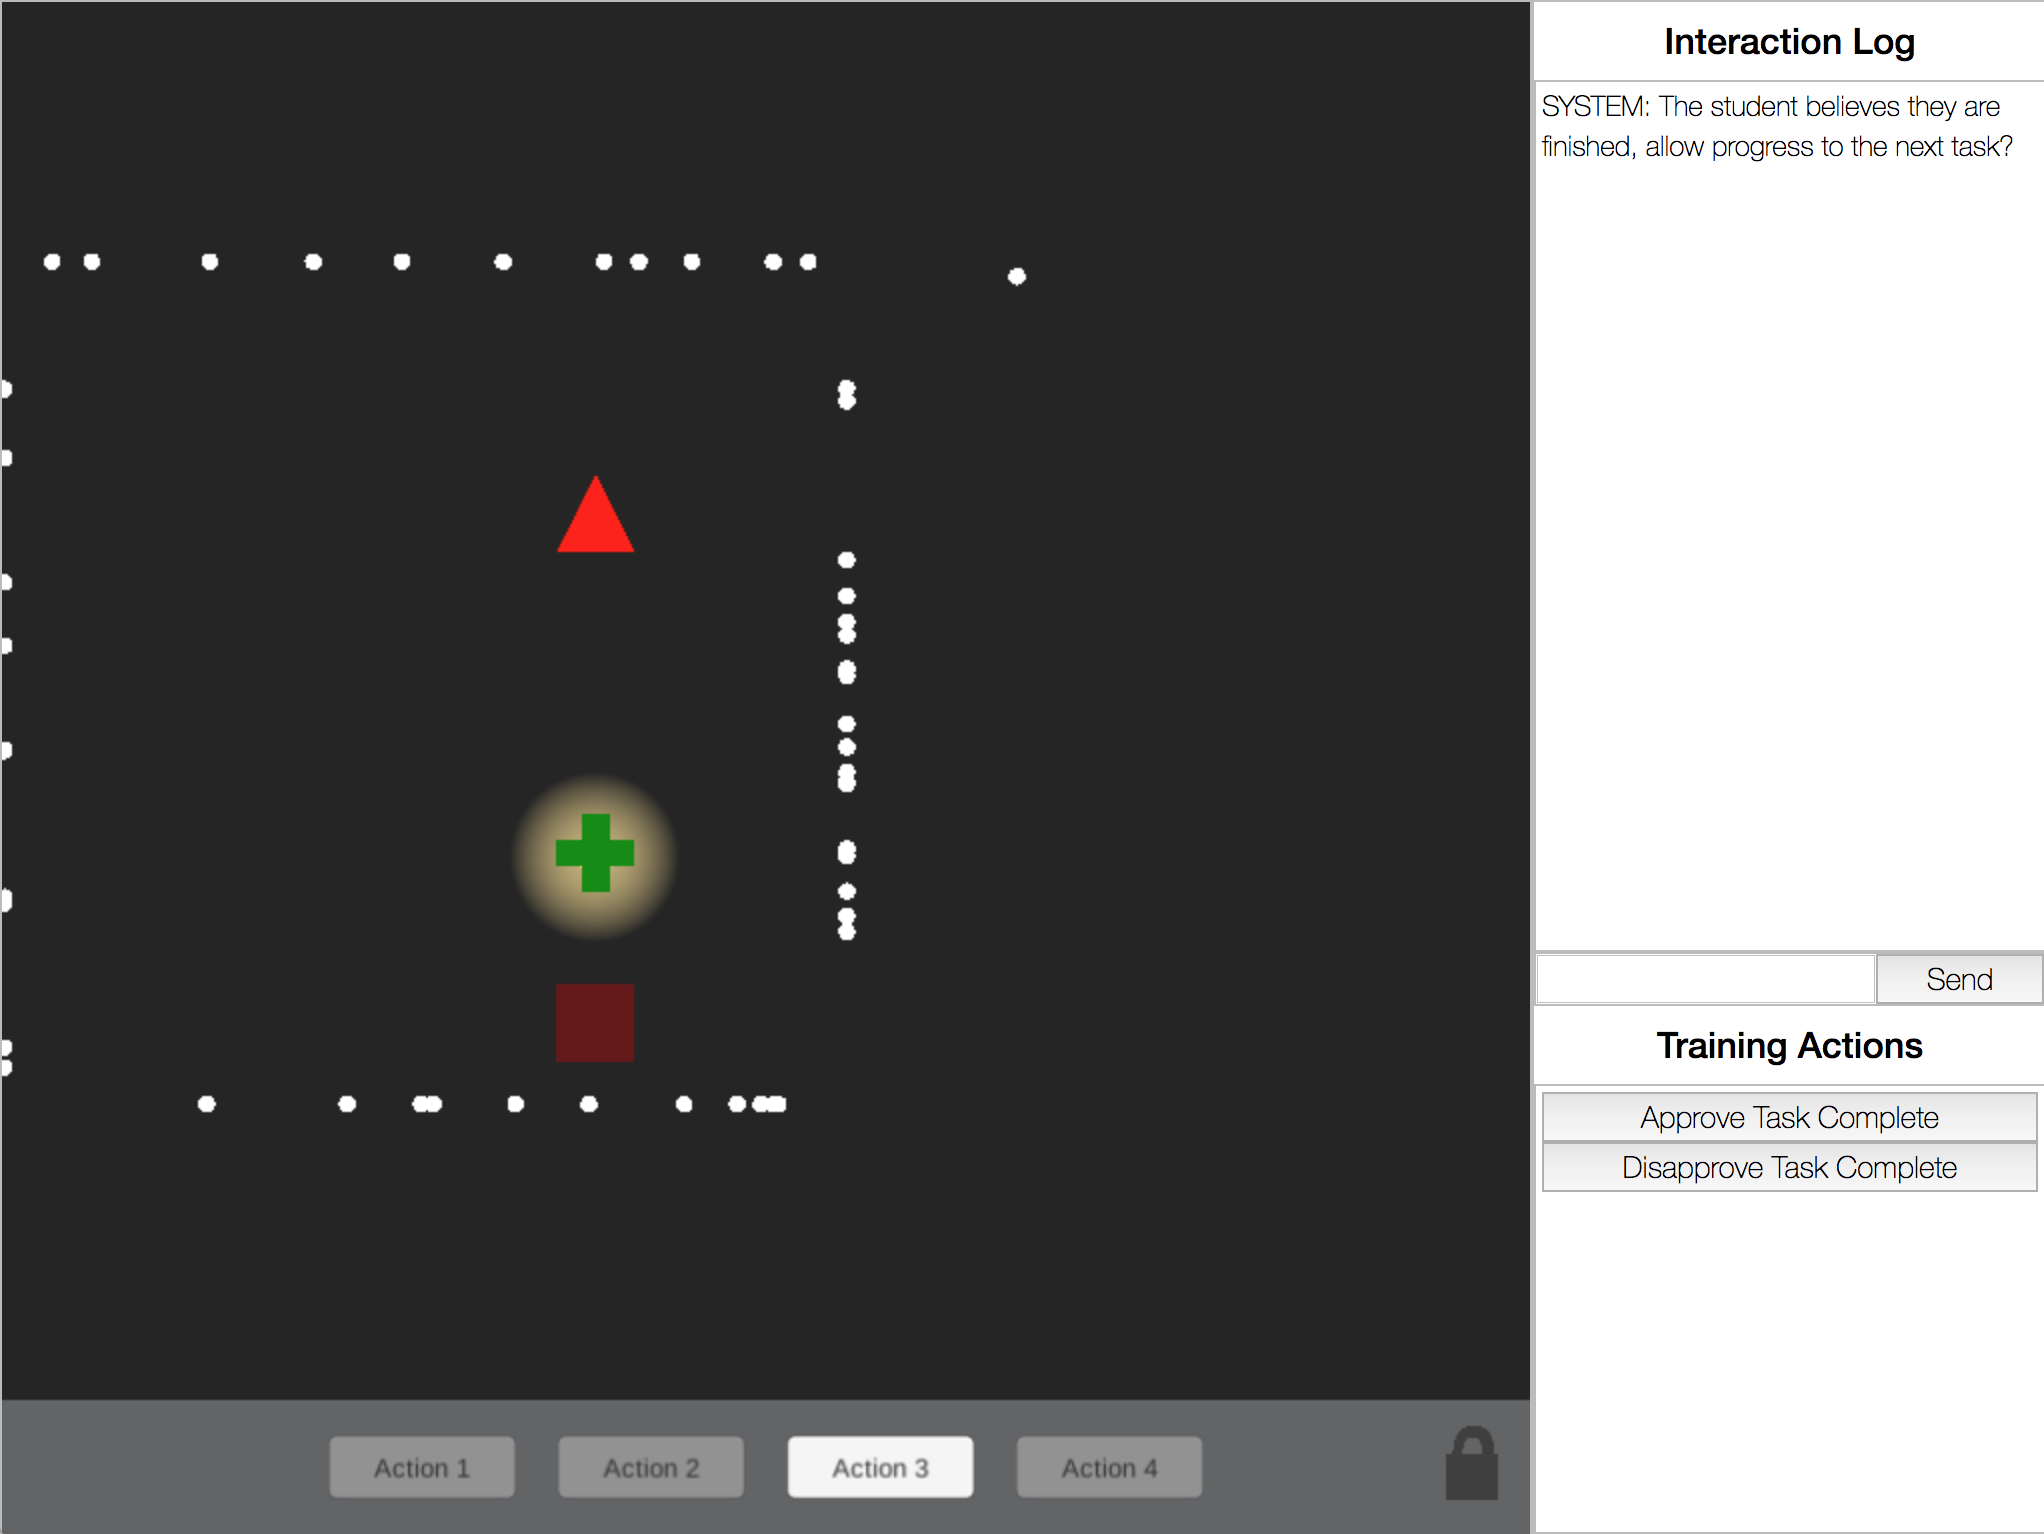 Interaction Log
SYSTEM: The student believes they are
finished, allow progress to the next task?
Send
Training Actions
Approve Task Complete
Disapprove Task Complete
Action 1
Action 2
Action 3
Action 4